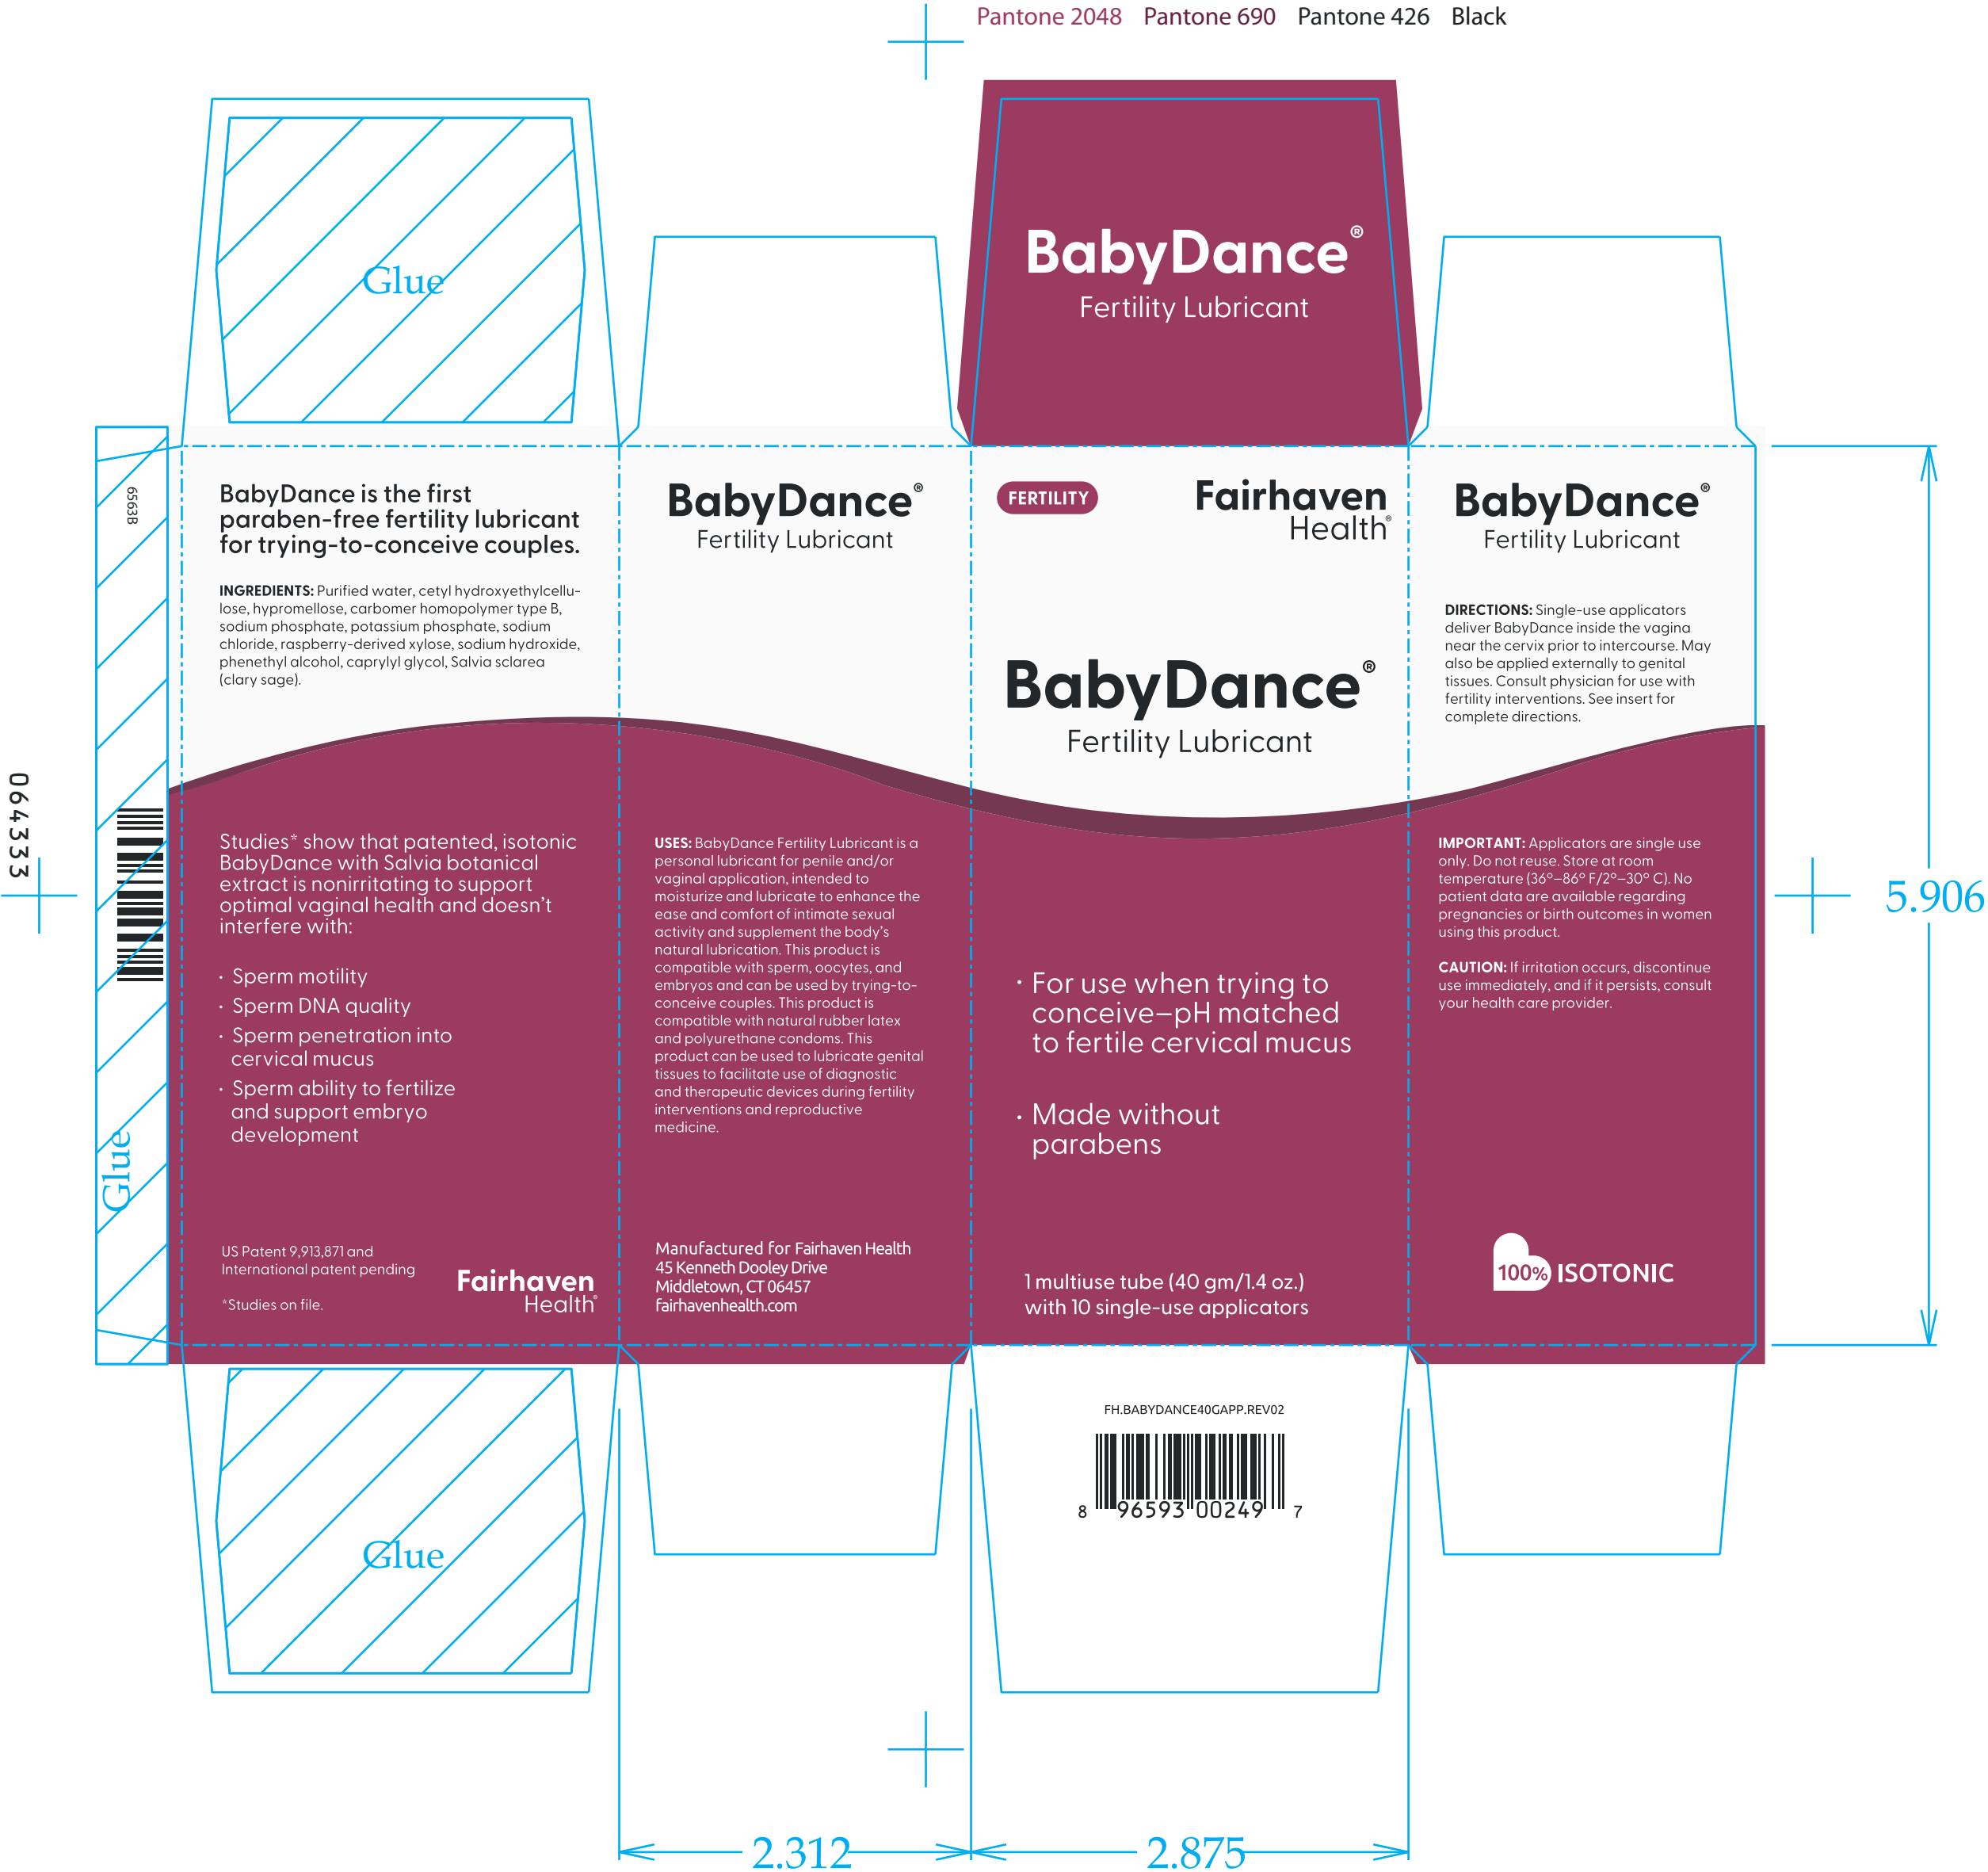 Pantone 2048 Pantone 690 Pantone 426 Black
Glue
BabyDance®
Fertility Lubricant
6563B
064333
Glue
BabyDance is the first
paraben-free fertility lubricant
for trying-to-conceive couples.
INGREDIENTS: Purified water, cetyl hydroxyethylcellu-
lose, hypromellose, carbomer homopolymer type B,
sodium phosphate, potassium phosphate, sodium
chloride, raspberry-derived xylose, sodium hydroxide,
phenethyl alcohol, caprylyl glycol, Salvia sclarea
(clary sage).
Studies* show that patented, isotonic
BabyDance with Salvia botanical
extract is nonirritating to support
optimal vaginal health and doesn't
interfere with:
· Sperm motility
· Sperm DNA quality
· Sperm penetration into
cervical mucus
· Sperm ability to fertilize
and support embryo
development
US Patent 9,913,871 and
International patent pending
*Studies on file.
Fairhaven
Health®
BabyDance®
Fertility Lubricant
USES: BabyDance Fertility Lubricant is a
personal lubricant for penile and/or
vaginal application, intended to
moisturize and lubricate to enhance the
ease and comfort of intimate sexual
activity and supplement the body's
natural lubrication. This product is
compatible with sperm, oocytes, and
embryos and can be used by trying-to-
conceive couples. This product is
compatible with natural rubber latex
and polyurethane condoms. This
product can be used to lubricate genital
tissues to facilitate use of diagnostic
and therapeutic devices during fertility
interventions and reproductive
medicine.
Manufactured for Fairhaven Health
45 Kenneth Dooley Drive
Middletown, CT 06457
fairhavenhealth.com
FERTILITY
Fairhaven
Health®
BabyDance®
Fertility Lubricant
· For use when trying to
conceive–pH matched
to fertile cervical mucus
· Made without
parabens
1 multiuse tube (40 gm/1.4 oz.)
with 10 single-use applicators
BabyDance®
Fertility Lubricant
DIRECTIONS: Single-use applicators
deliver BabyDance inside the vagina
near the cervix prior to intercourse. May
also be applied externally to genital
tissues. Consult physician for use with
fertility interventions. See insert for
complete directions.
IMPORTANT: Applicators are single use
only. Do not reuse. Store at room
temperature (36°–86° F/2°–30° C). No
patient data are available regarding
pregnancies or birth outcomes in women
using this product.
CAUTION: If irritation occurs, discontinue
use immediately, and if it persists, consult
your health care provider.
100% ISOTONIC
5.906
Glue
FH.BABYDANCE40GAPP.REV02
8 96593 00249 7
2.312
2.875